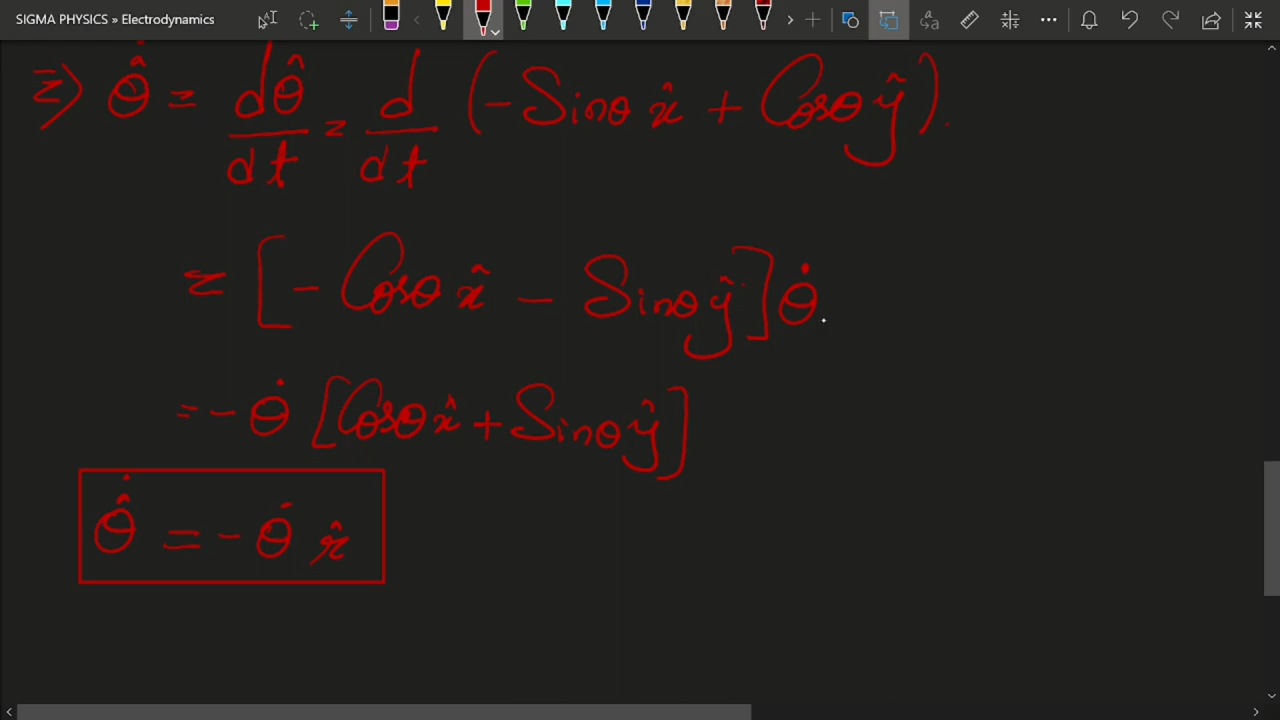 SIGMA PHYSICS » Electrodynamics
⇒ θ̂̇ = dθ̂/dt = d/dt (-Sinθ x̂ + Cosθ ŷ).
= [-Cosθ x̂ - Sinθ ŷ] θ̇
= -θ̇ [Cosθ x̂ + Sinθ ŷ]
θ̂̇ = -θ̇ r̂